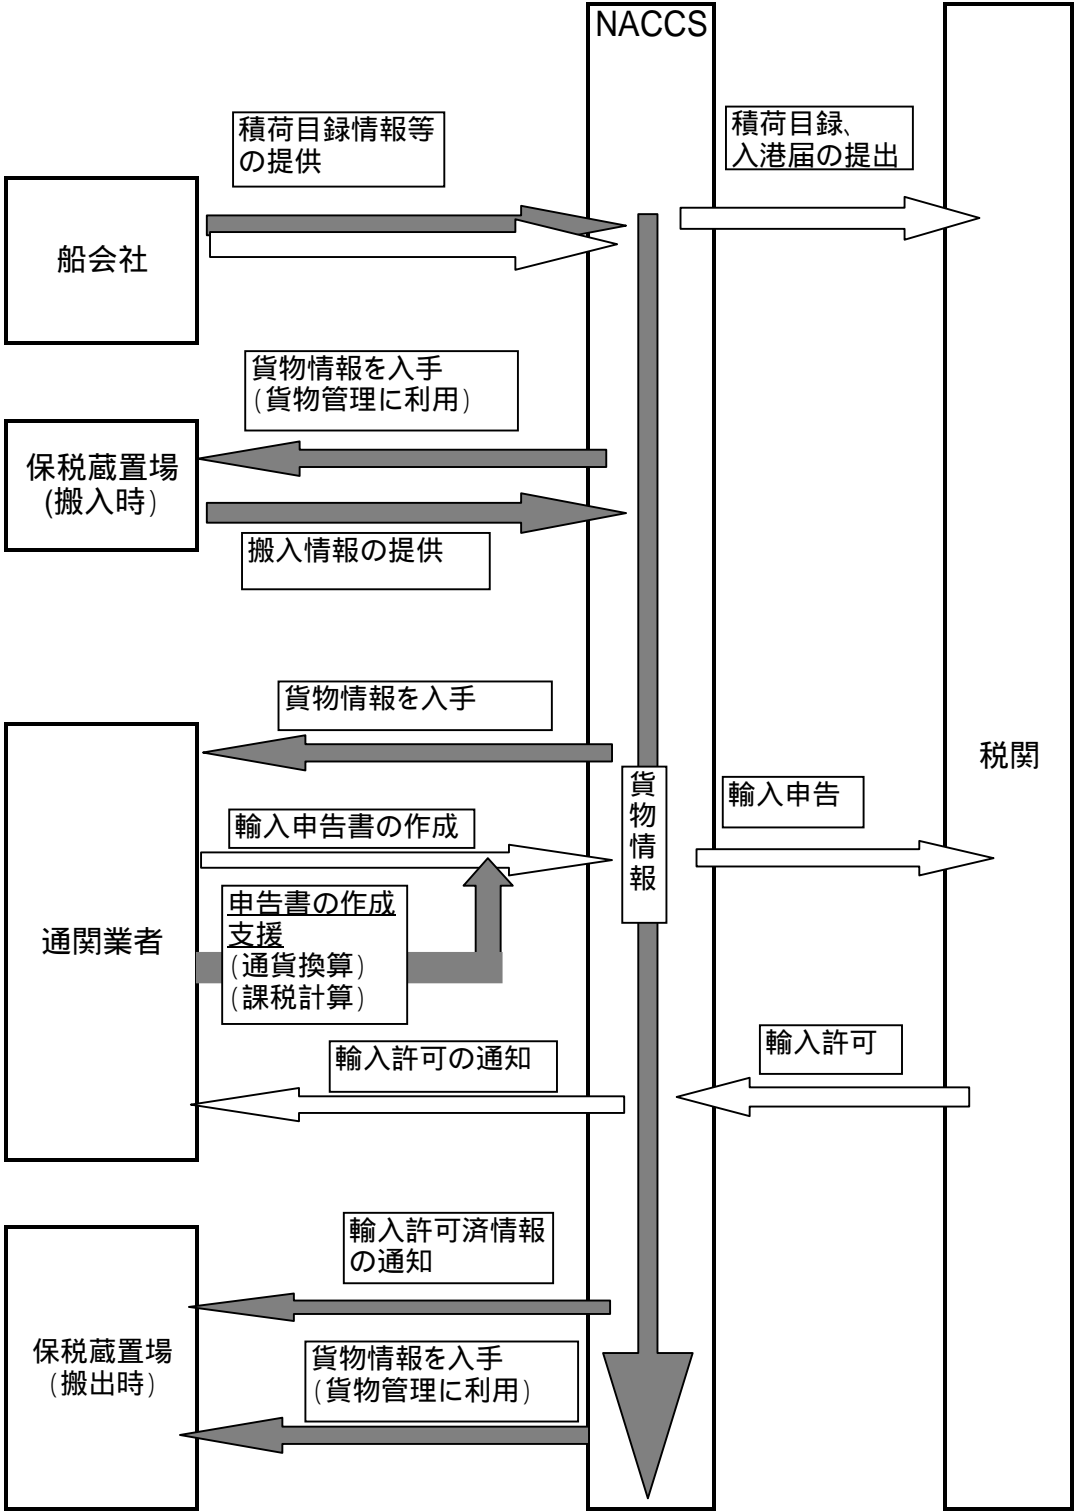 NACCS
積荷目録情報等
の提供
積荷目録、
入港届の提出
船会社
貨物情報を入手
(貨物管理に利用)
保税蔵置場
(搬入時)
搬入情報の提供
貨物情報を入手
税関
貨物情報
輸入申告
輸入申告書の作成
申告書の作成
支援
(通貨換算)
(課税計算)
通関業者
輸入許可の通知
輸入許可
輸入許可済情報
の通知
保税蔵置場
(搬出時)
貨物情報を入手
(貨物管理に利用)